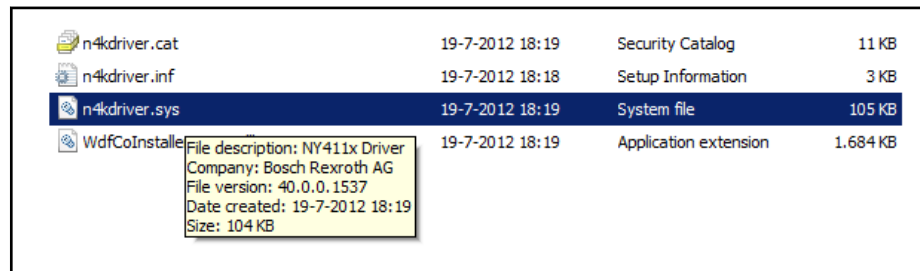 n4kdriver.cat 19-7-2012 18:19 Security Catalog 11 KB
n4kdriver.inf 19-7-2012 18:18 Setup Information 3 KB
n4kdriver.sys 19-7-2012 18:19 System file 105 KB
WdfCoInstalle 19-7-2012 18:19 Application extension 1.684 KB
File description: NY411x Driver
Company: Bosch Rexroth AG
File version: 40.0.0.1537
Date created: 19-7-2012 18:19
Size: 104 KB